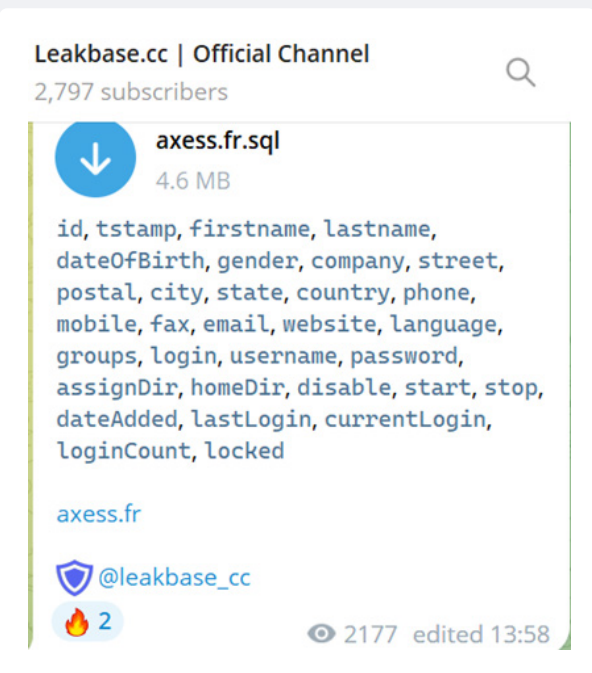 Leakbase.cc | Official Channel
2,797 subscribers
axess.fr.sql
4.6 MB
id, tstamp, firstname, lastname,
dateOfBirth, gender, company, street,
postal, city, state, country, phone,
mobile, fax, email, website, language,
groups, login, username, password,
assignDir, homeDir, disable, start, stop,
dateAdded, lastLogin, currentLogin,
loginCount, locked
axess.fr
@leakbase_cc
🔥 2
2177 edited 13:58